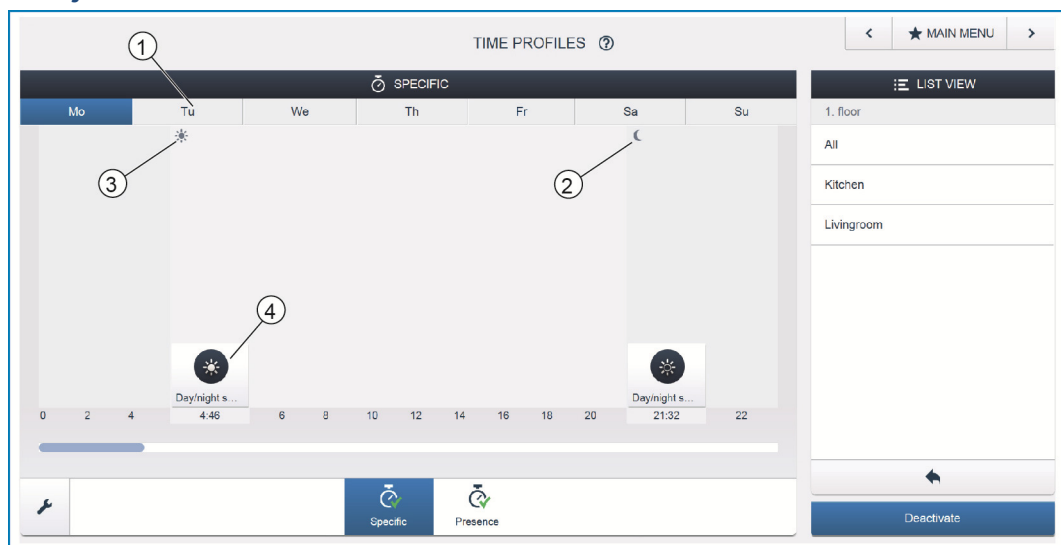 TIME PROFILES ?
< ★ MAIN MENU >
1
SPECIFIC
LIST VIEW
Mo Tu We Th Fr Sa Su
1. floor
All
3
2
Kitchen
Livingroom
4
Day/night s... Day/night s...
0 2 4 4:46 6 8 10 12 14 16 18 20 21:32 22
Specific Presence
Deactivate